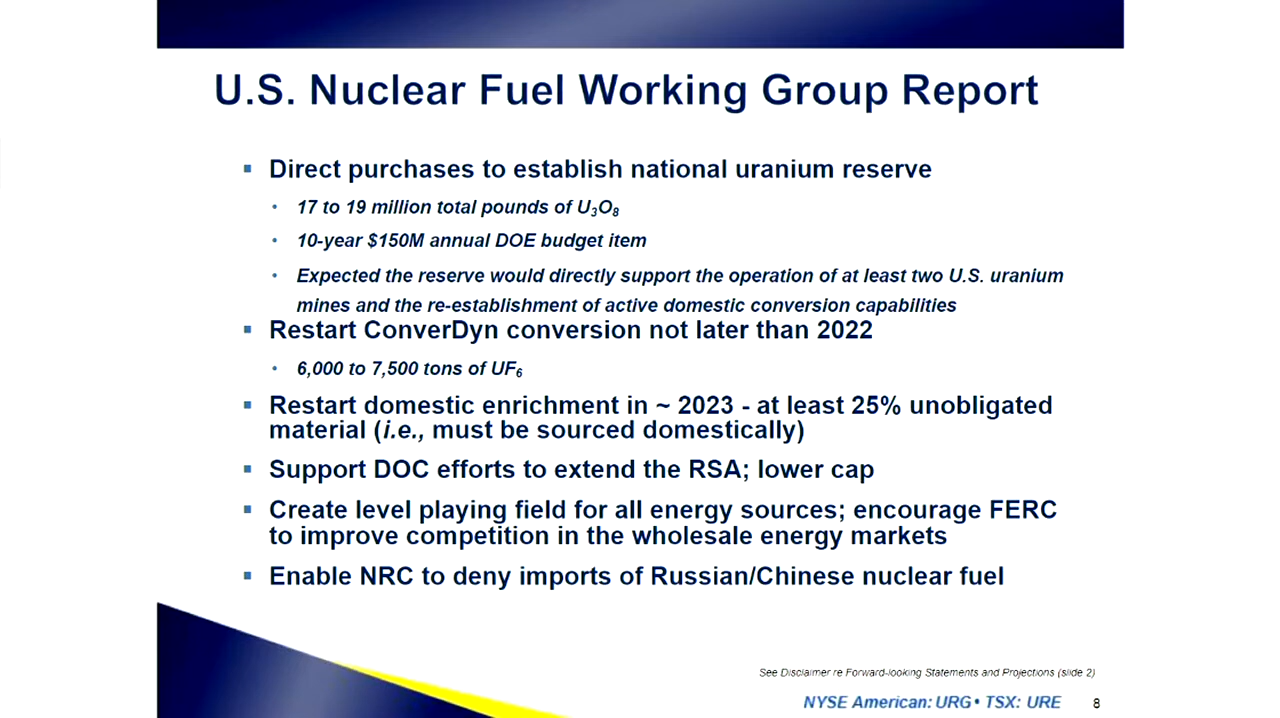 U.S. Nuclear Fuel Working Group Report
▪ Direct purchases to establish national uranium reserve
• 17 to 19 million total pounds of U₃O₈
• 10-year $150M annual DOE budget item
• Expected the reserve would directly support the operation of at least two U.S. uranium
mines and the re-establishment of active domestic conversion capabilities
▪ Restart ConverDyn conversion not later than 2022
• 6,000 to 7,500 tons of UF₆
▪ Restart domestic enrichment in ~ 2023 - at least 25% unobligated
material (i.e., must be sourced domestically)
▪ Support DOC efforts to extend the RSA; lower cap
▪ Create level playing field for all energy sources; encourage FERC
to improve competition in the wholesale energy markets
▪ Enable NRC to deny imports of Russian/Chinese nuclear fuel
See Disclaimer re Forward-looking Statements and Projections (slide 2)
NYSE American: URG • TSX: URE 8